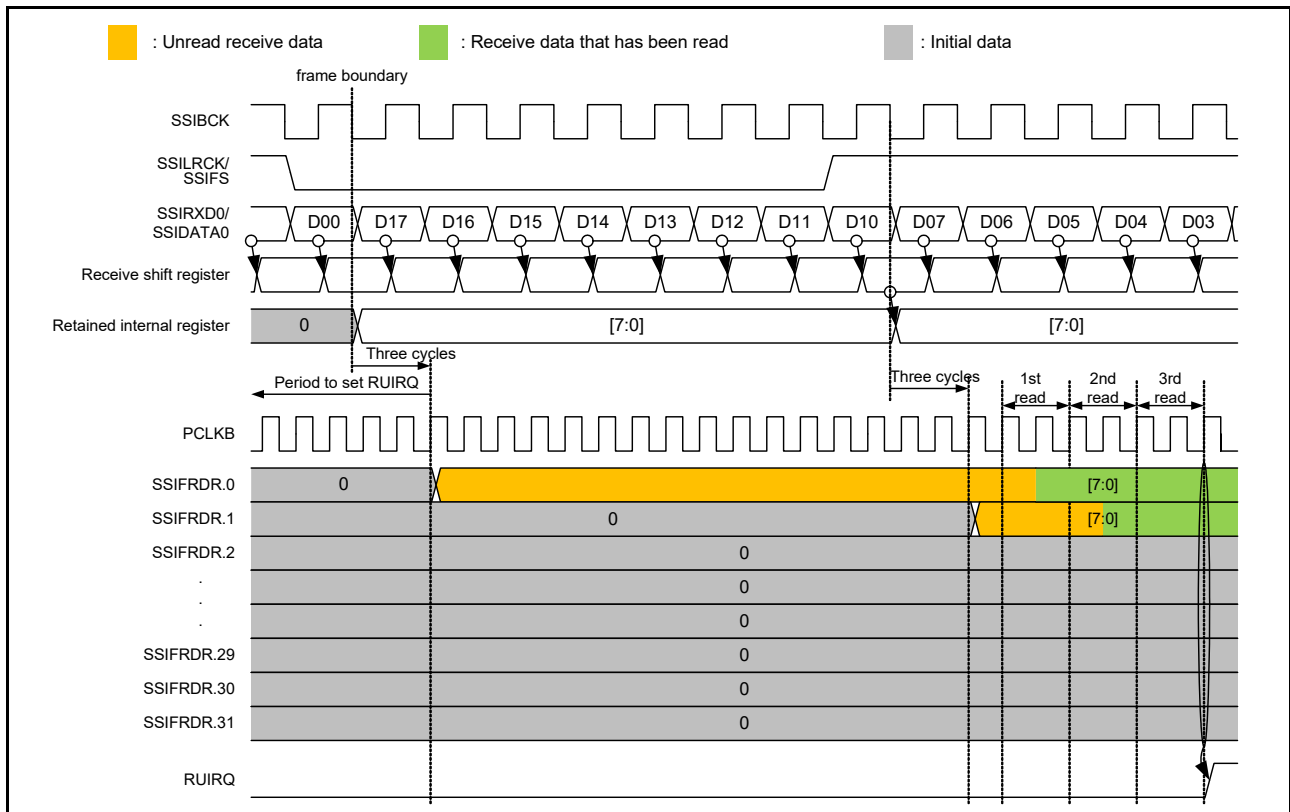 : Unread receive data : Receive data that has been read : Initial data
frame boundary
SSIBCK
SSILRCK/
SSIFS
SSIRXD0/
SSIDATA0
D00 D17 D16 D15 D14 D13 D12 D11 D10 D07 D06 D05 D04 D03
Receive shift register
Retained internal register 0 [7:0] [7:0]
Three cycles Three cycles
Period to set RUIRQ
1st
read
2nd
read
3rd
read
PCLKB
SSIFRDR.0 0 [7:0]
SSIFRDR.1 0 [7:0]
SSIFRDR.2 0
. 0
. 0
.
SSIFRDR.29 0
SSIFRDR.30 0
SSIFRDR.31 0
RUIRQ